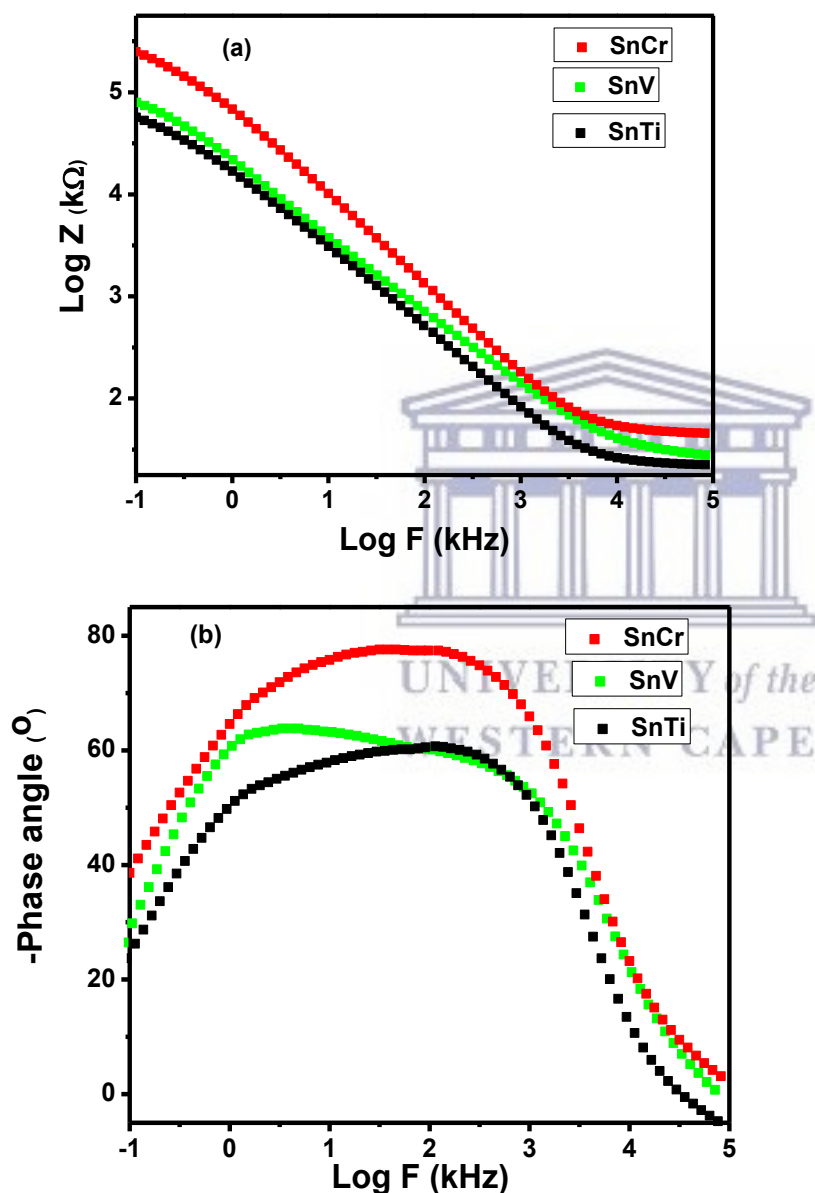 (a)
SnCr
SnV
SnTi
Log Z (kΩ)
5
4
3
2
-1 0 1 2 3 4 5
Log F (kHz)
(b)
SnCr
SnV
SnTi
-Phase angle (O)
80
60
40
20
0
-1 0 1 2 3 4 5
Log F (kHz)
UNIVERSITY of the
WESTERN CAPE